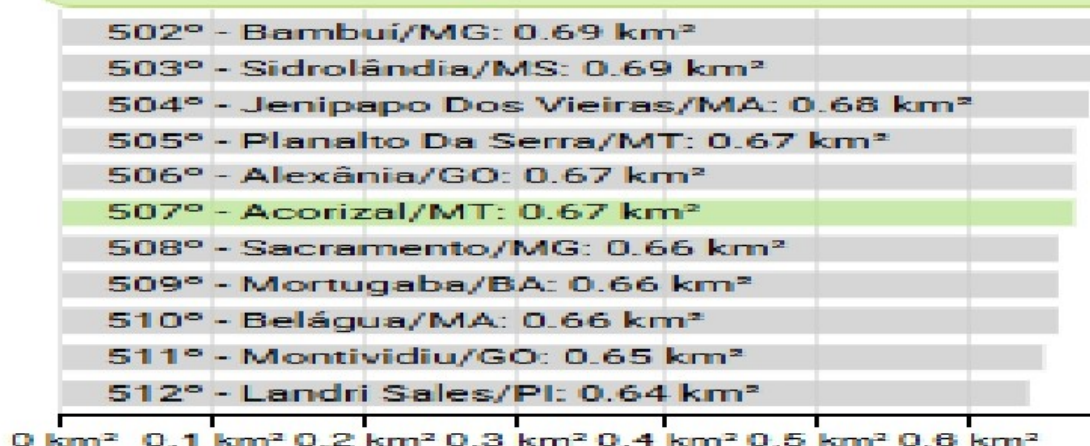 502º - Bambuí/MG: 0.69 km²
503º - Sidrolândia/MS: 0.69 km²
504º - Jenipapo Dos Vieiras/MA: 0.68 km²
505º - Planalto Da Serra/MT: 0.67 km²
506º - Alexânia/GO: 0.67 km²
507º - Acorizal/MT: 0.67 km²
508º - Sacramento/MG: 0.66 km²
509º - Mortugaba/BA: 0.66 km²
510º - Belágua/MA: 0.66 km²
511º - Montividiu/GO: 0.65 km²
512º - Landri Sales/PI: 0.64 km²
0 km² 0.1 km² 0.2 km² 0.3 km² 0.4 km² 0.5 km² 0.6 km²